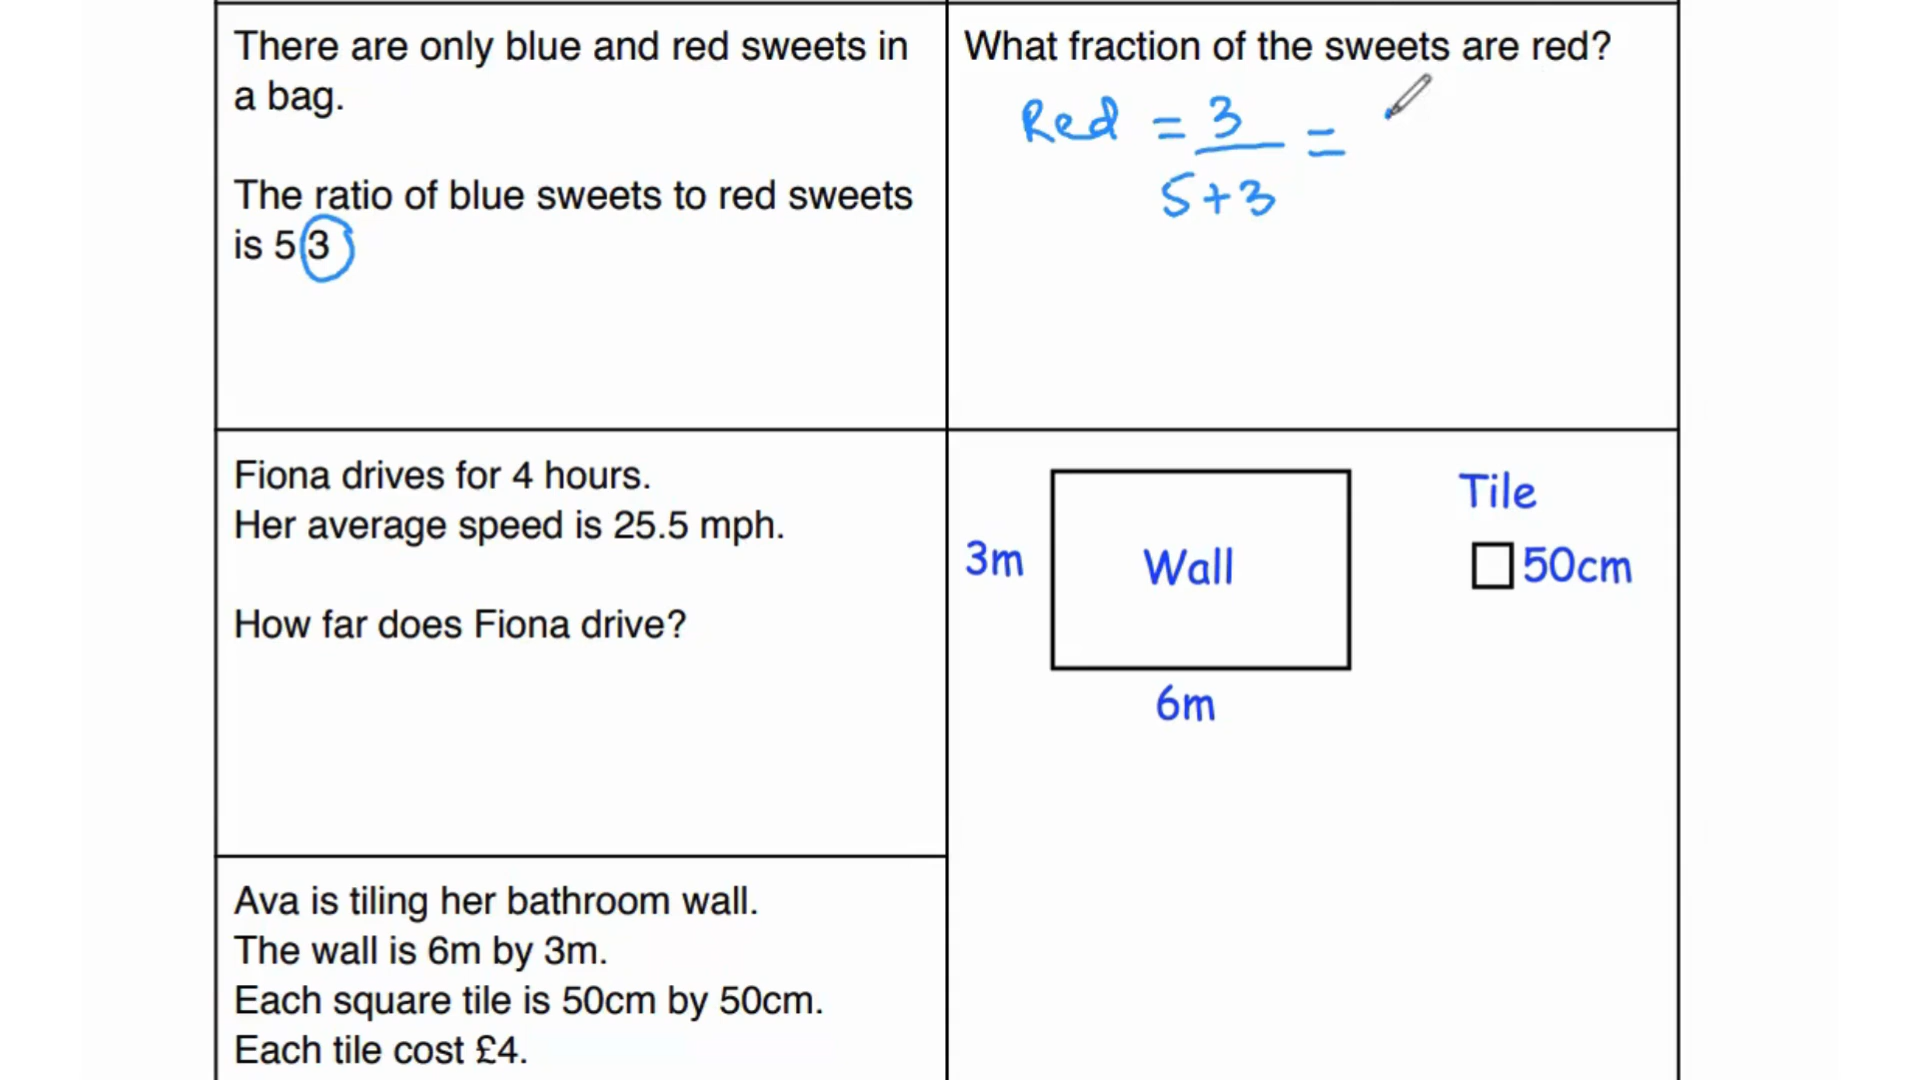 There are only blue and red sweets in
a bag.
The ratio of blue sweets to red sweets
is 5 3
What fraction of the sweets are red?
Red = 3 =
5+3
Fiona drives for 4 hours.
Her average speed is 25.5 mph.
How far does Fiona drive?
3m
Wall
6m
Tile
50cm
Ava is tiling her bathroom wall.
The wall is 6m by 3m.
Each square tile is 50cm by 50cm.
Each tile cost £4.